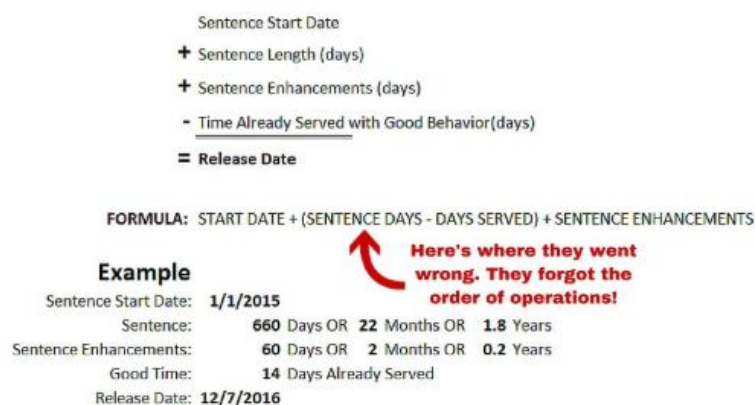 Sentence Start Date
+ Sentence Length (days)
+ Sentence Enhancements (days)
- Time Already Served with Good Behavior(days)
= Release Date
FORMULA: START DATE + (SENTENCE DAYS - DAYS SERVED) + SENTENCE ENHANCEMENTS
Here's where they went
wrong. They forgot the
order of operations!
Example
Sentence Start Date: 1/1/2015
Sentence: 660 Days OR 22 Months OR 1.8 Years
Sentence Enhancements: 60 Days OR 2 Months OR 0.2 Years
Good Time: 14 Days Already Served
Release Date: 12/7/2016